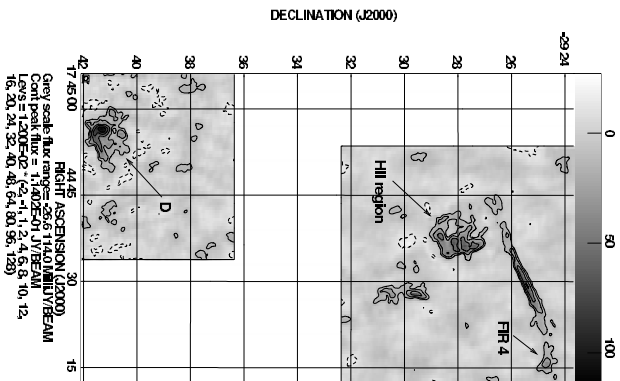 DECLINATION (J2000)
42
40
38
36
34
32
30
28
26
-29 24
0
50
100
17 45 00
44 45
30
15
RIGHT ASCENSION (J2000)
HII region
FIR 4
D
Grey scale flux range= -26.6 114.0 MilliJY/BEAM
Cont peak flux = 1.1402E-01 JY/BEAM
Levs = 1.200E-02 * (-2, -1, 1, 2, 4, 6, 8, 10, 12,
16, 20, 24, 32, 40, 48, 64, 80, 96, 128)